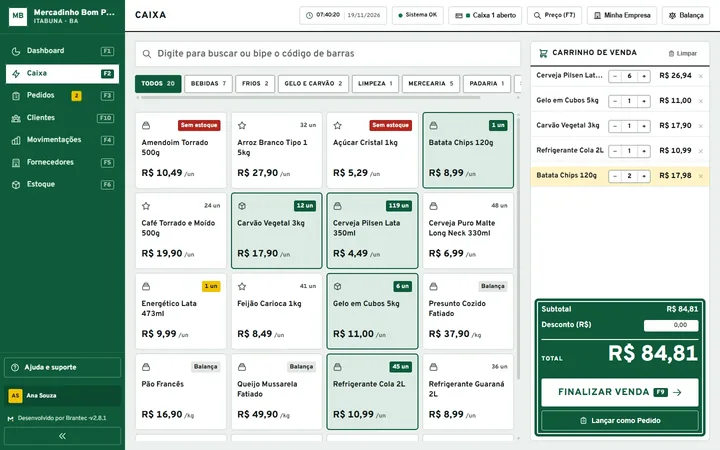 MB
Mercadinho Bom P...
ITABUNA - BA
Dashboard F1
Caixa F2
Pedidos 2 F3
Clientes F10
Movimentações F4
Fornecedores F5
Estoque F6
Ajuda e suporte
AS Ana Souza
Desenvolvido por Brantec -v2.8.1
CAIXA
07:40:20 19/11/2026
Sistema OK
Caixa 1 aberto
Preço (F7)
Minha Empresa
Balança
Digite para buscar ou bipe o código de barras
TODOS 20
BEBIDAS 7
FRIOS 2
GELO E CARVÃO 2
LIMPEZA 1
MERCEARIA 5
PADARIA 1
Sem estoque
Amendoim Torrado
500g
R$ 10,49 /un
32 un
Arroz Branco Tipo 1
5kg
R$ 27,90 /un
Sem estoque
Açúcar Cristal 1kg
R$ 5,29 /un
1 un
Batata Chips 120g
R$ 8,99 /un
24 un
Café Torrado e Moído
500g
R$ 19,90 /un
12 un
Carvão Vegetal 3kg
R$ 17,90 /un
119 un
Cerveja Pilsen Lata
350ml
R$ 4,49 /un
48 un
Cerveja Puro Malte
Long Neck 330ml
R$ 6,99 /un
1 un
Energético Lata
473ml
R$ 9,99 /un
41 un
Feijão Carioca 1kg
R$ 8,49 /un
6 un
Gelo em Cubos 5kg
R$ 11,00 /un
Balança
Presunto Cozido
Fatiado
R$ 37,90 /kg
Balança
Pão Francês
R$ 16,90 /kg
Balança
Queijo Mussarela
Fatiado
R$ 49,90 /kg
45 un
Refrigerante Cola 2L
R$ 10,99 /un
36 un
Refrigerante Guaraná
2L
R$ 8,99 /un
CARRINHO DE VENDA
Limpar
Cerveja Pilsen Lat... − 6 + R$ 26,94 ×
Gelo em Cubos 5kg − 1 + R$ 11,00 ×
Carvão Vegetal 3kg − 1 + R$ 17,90 ×
Refrigerante Cola 2L − 1 + R$ 10,99 ×
Batata Chips 120g − 2 + R$ 17,98 ×
Subtotal R$ 84,81
Desconto (R$) 0,00
TOTAL R$ 84,81
FINALIZAR VENDA F9
Lançar como Pedido